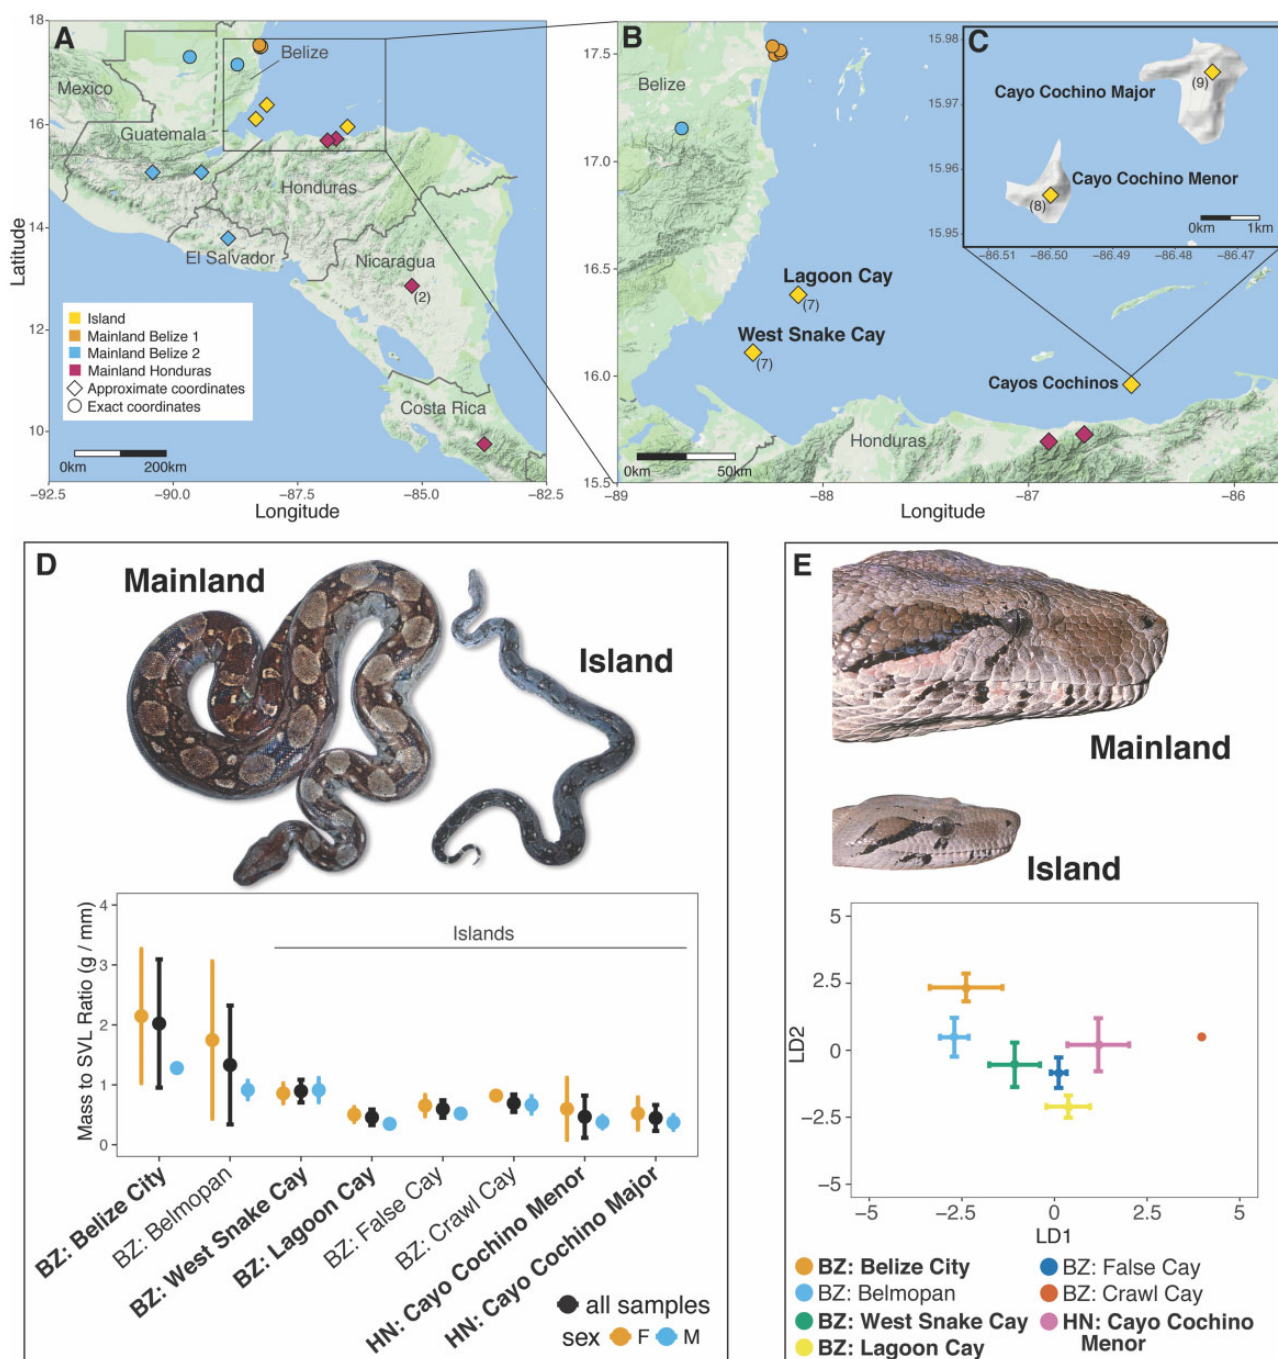 A
18
16
14
12
10
Latitude
Mexico
Belize
Guatemala
Honduras
El Salvador
Nicaragua
(2)
Costa Rica
Island
Mainland Belize 1
Mainland Belize 2
Mainland Honduras
Approximate coordinates
Exact coordinates
0km 200km
−92.5 −90.0 −87.5 −85.0 −82.5
Longitude
B
17.5
17.0
16.5
16.0
15.5
Belize
Lagoon Cay
(7)
West Snake Cay
(7)
Cayos Cochinos
Honduras
0km 50km
−89 −88 −87 −86
Longitude
C
15.98
15.97
15.96
15.95
Cayo Cochino Major
(9)
Cayo Cochino Menor
(8)
0km 1km
−86.51 −86.50 −86.49 −86.48 −86.47
D
Mainland
Island
Mass to SVL Ratio (g / mm)
4
3
2
1
0
Islands
BZ: Belize City
BZ: Belmopan
BZ: West Snake Cay
BZ: Lagoon Cay
BZ: False Cay
BZ: Crawl Cay
HN: Cayo Cochino Menor
HN: Cayo Cochino Major
all samples
sex F M
E
Mainland
Island
LD2
5
2.5
0
−2.5
−5
−5 −2.5 0 2.5 5
LD1
BZ: Belize City
BZ: Belmopan
BZ: West Snake Cay
BZ: Lagoon Cay
BZ: False Cay
BZ: Crawl Cay
HN: Cayo Cochino
Menor